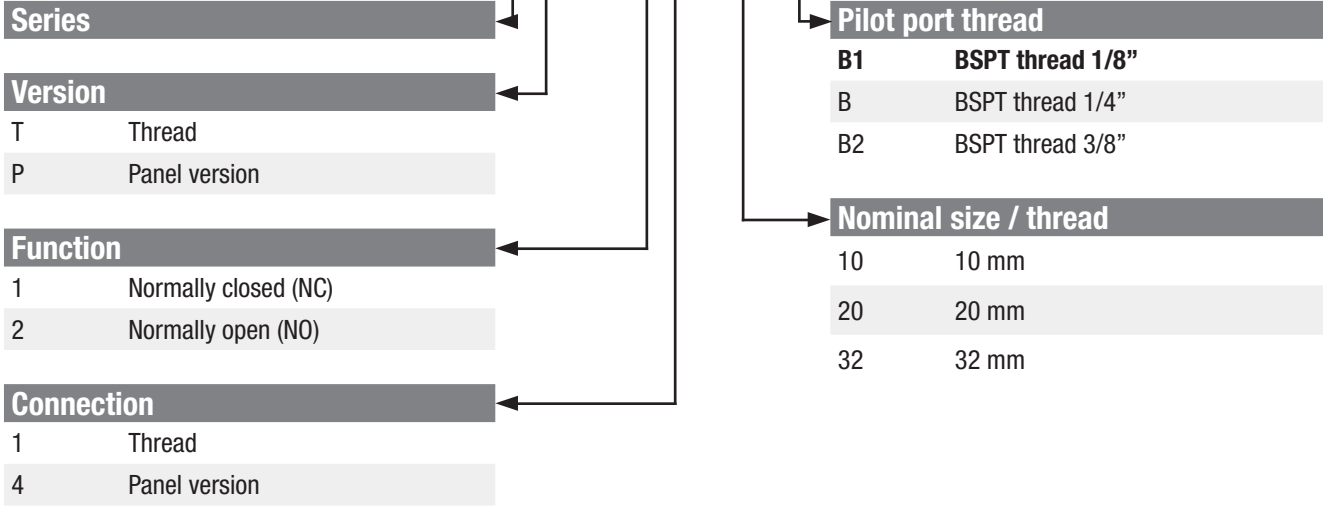 Series
Version
T Thread
P Panel version
Function
1 Normally closed (NC)
2 Normally open (NO)
Connection
1 Thread
4 Panel version
Pilot port thread
B1 BSPT thread 1/8”
B BSPT thread 1/4”
B2 BSPT thread 3/8”
Nominal size / thread
10 10 mm
20 20 mm
32 32 mm